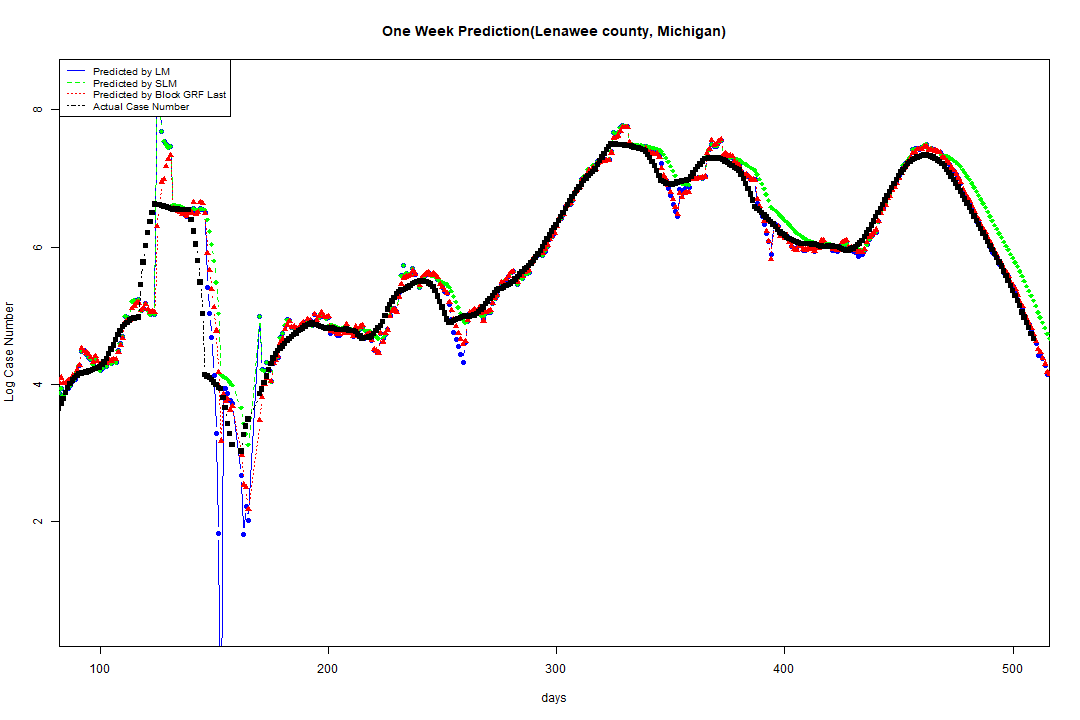 One Week Prediction(Lenawee county, Michigan)
Predicted by LM
Predicted by SLM
Predicted by Block GRF Last
Actual Case Number
8
6
4
2
Log Case Number
100 200 300 400 500
days